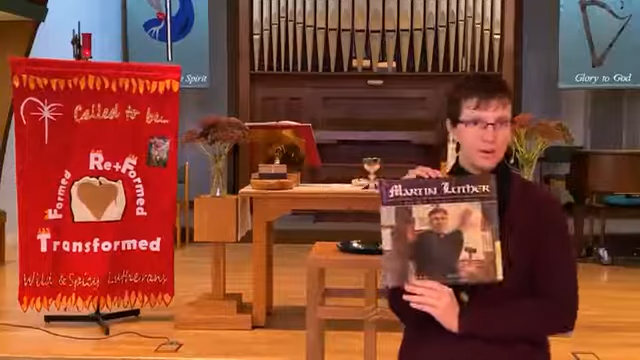 Called to be...
Re+Formed
Formed
Transformed
Wild & Spicy Lutherans
Spirit
Glory to God
Martin Luther